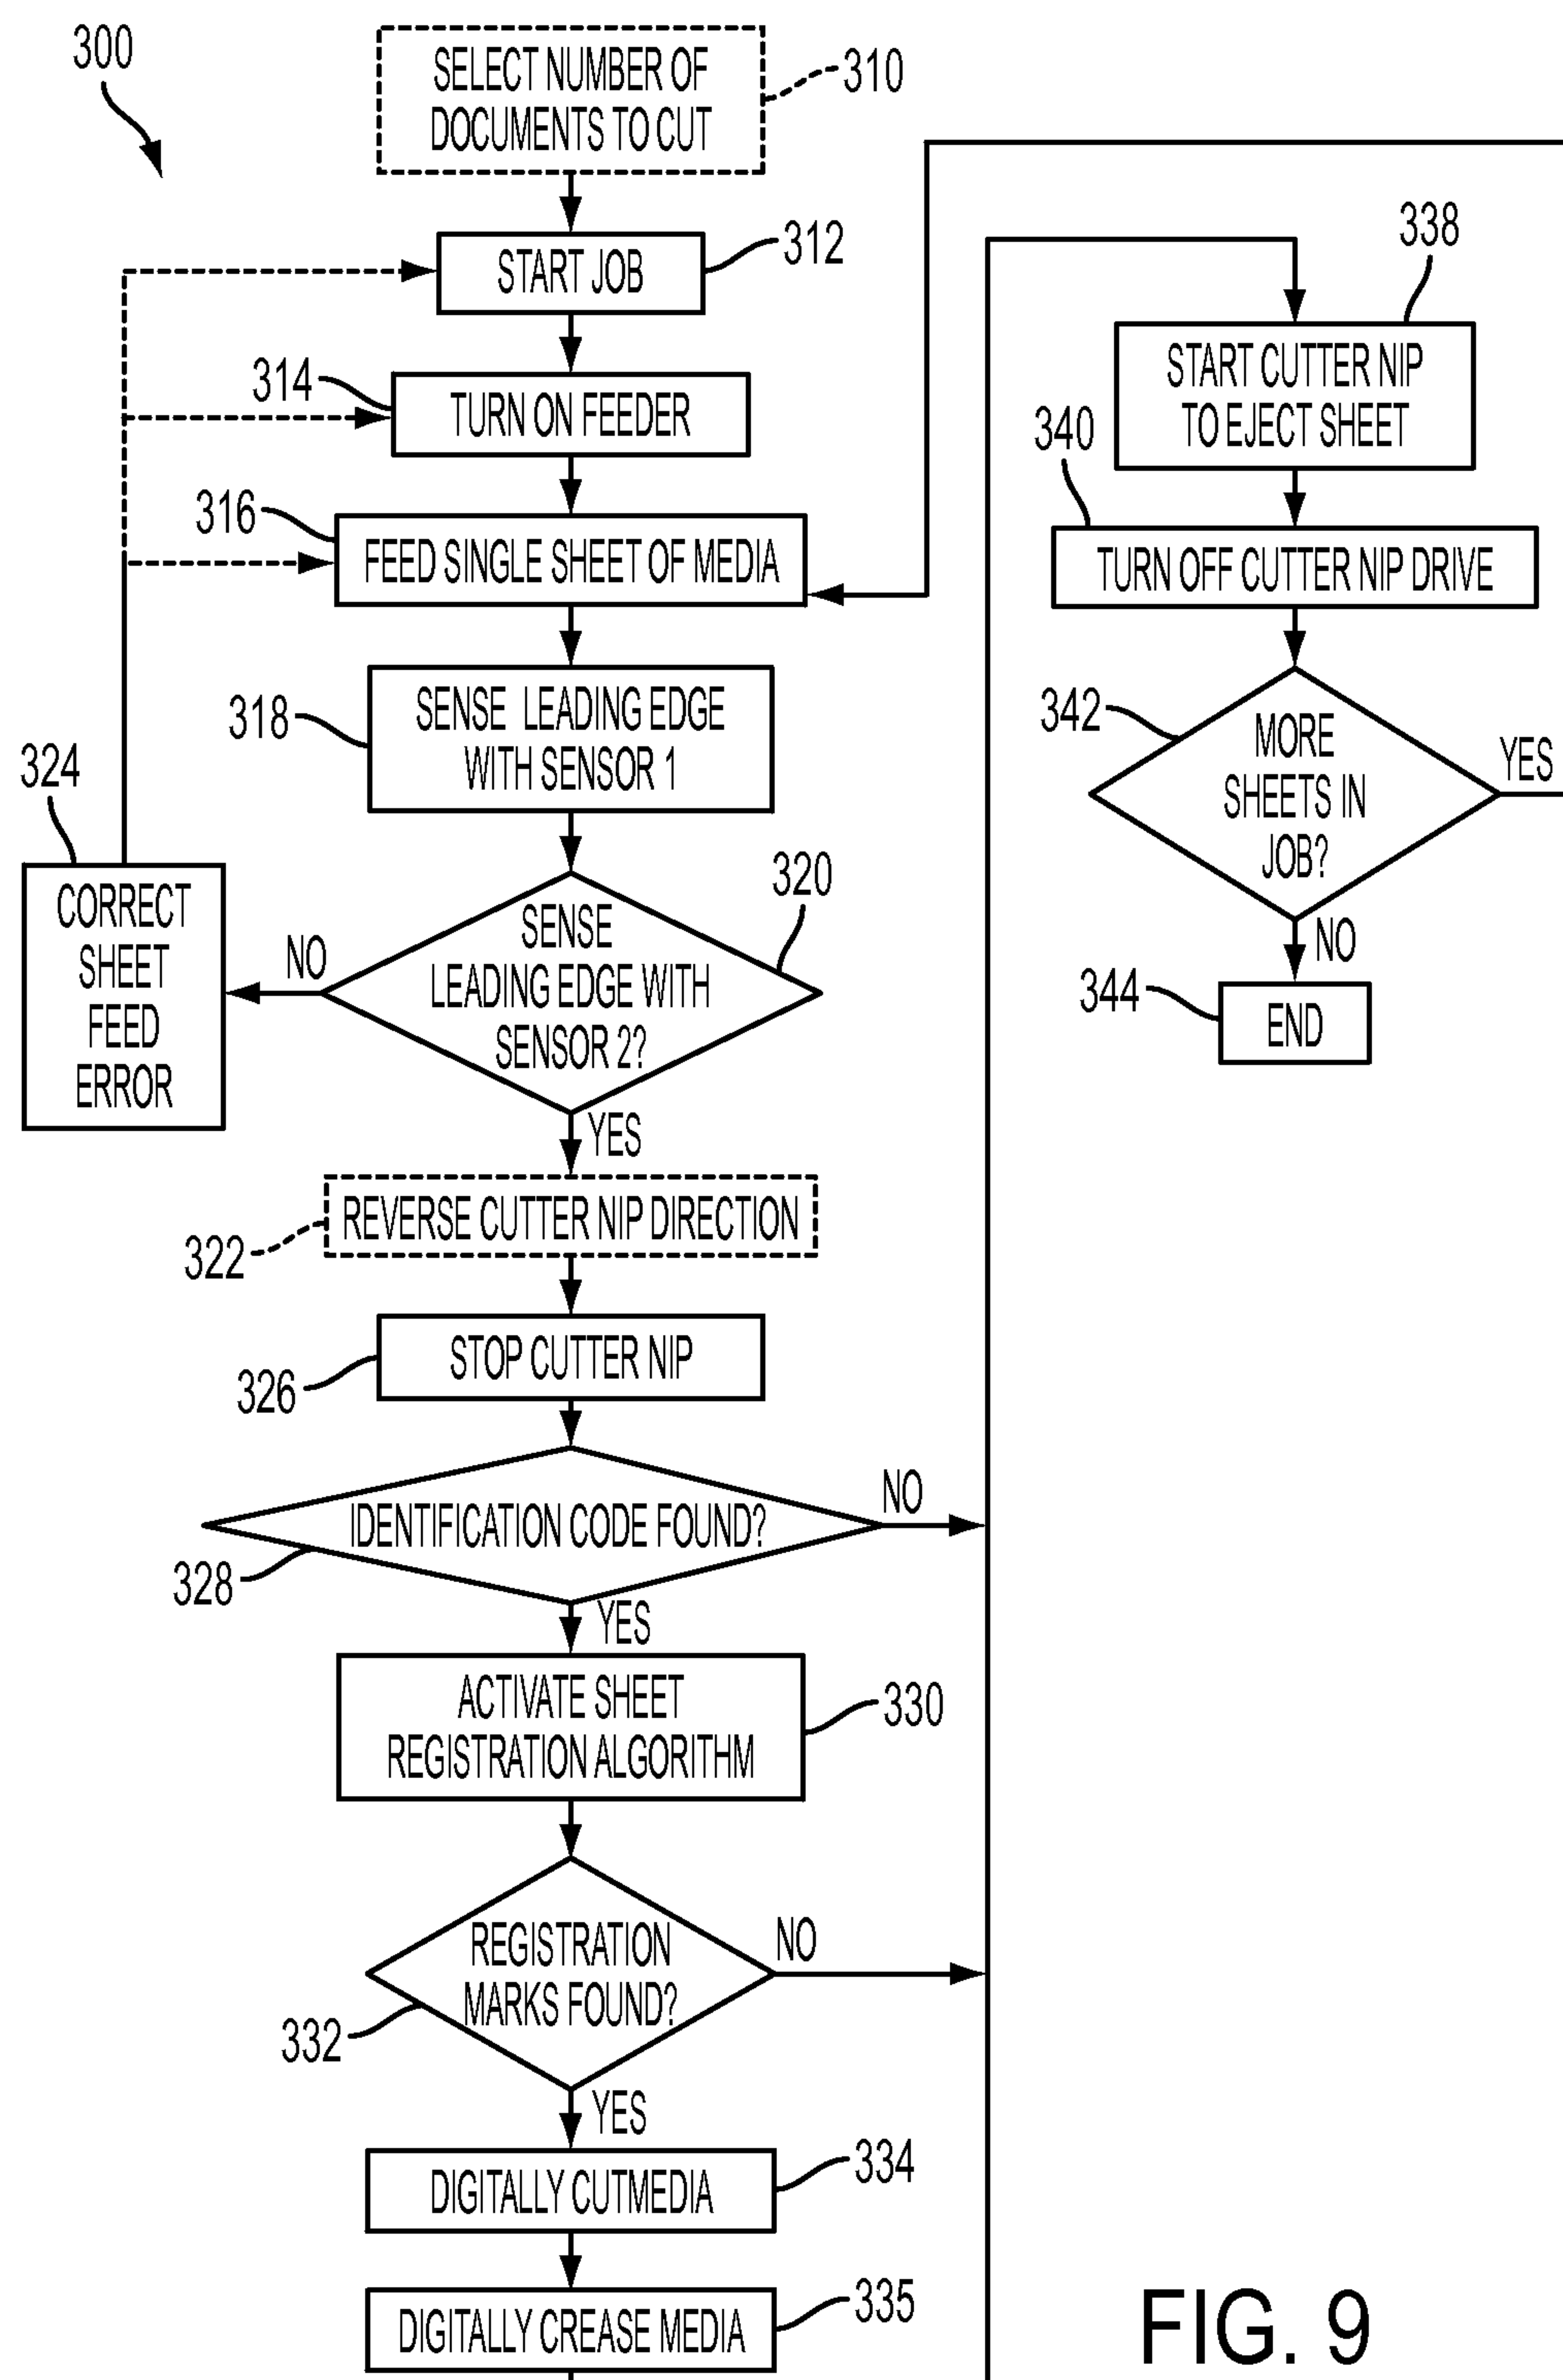 300
SELECT NUMBER OF
DOCUMENTS TO CUT
310
START JOB
312
314
TURN ON FEEDER
316
FEED SINGLE SHEET OF MEDIA
318
SENSE LEADING EDGE
WITH SENSOR 1
324
CORRECT
SHEET
FEED
ERROR
NO
320
SENSE
LEADING EDGE WITH
SENSOR 2?
YES
322
REVERSE CUTTER NIP DIRECTION
326
STOP CUTTER NIP
328
IDENTIFICATION CODE FOUND?
NO
YES
ACTIVATE SHEET
REGISTRATION ALGORITHM
330
332
REGISTRATION
MARKS FOUND?
NO
YES
DIGITALLY CUTMEDIA
334
DIGITALLY CREASE MEDIA
335
338
START CUTTER NIP
TO EJECT SHEET
340
TURN OFF CUTTER NIP DRIVE
342
MORE
SHEETS IN
JOB?
YES
NO
344
END
FIG. 9